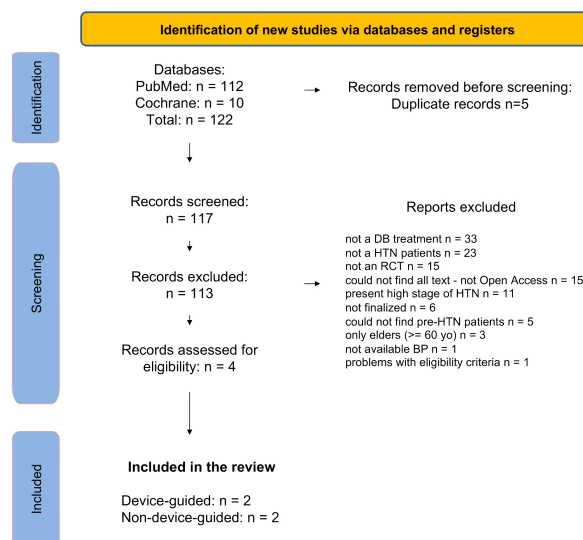 Identification of new studies via databases and registers
Identification
Databases:
PubMed: n = 112
Cochrane: n = 10
Total: n = 122
Records removed before screening:
Duplicate records n=5
Screening
Records screened:
n = 117
Records excluded:
n = 113
Records assessed for
eligibility: n = 4
Reports excluded
not a DB treatment n = 33
not a HTN patients n = 23
not an RCT n = 15
could not find all text - not Open Access n = 15
present high stage of HTN n = 11
not finalized n = 6
could not find pre-HTN patients n = 5
only elders (>= 60 yo) n = 3
not available BP n = 1
problems with eligibility criteria n = 1
Included
Included in the review
Device-guided: n = 2
Non-device-guided: n = 2